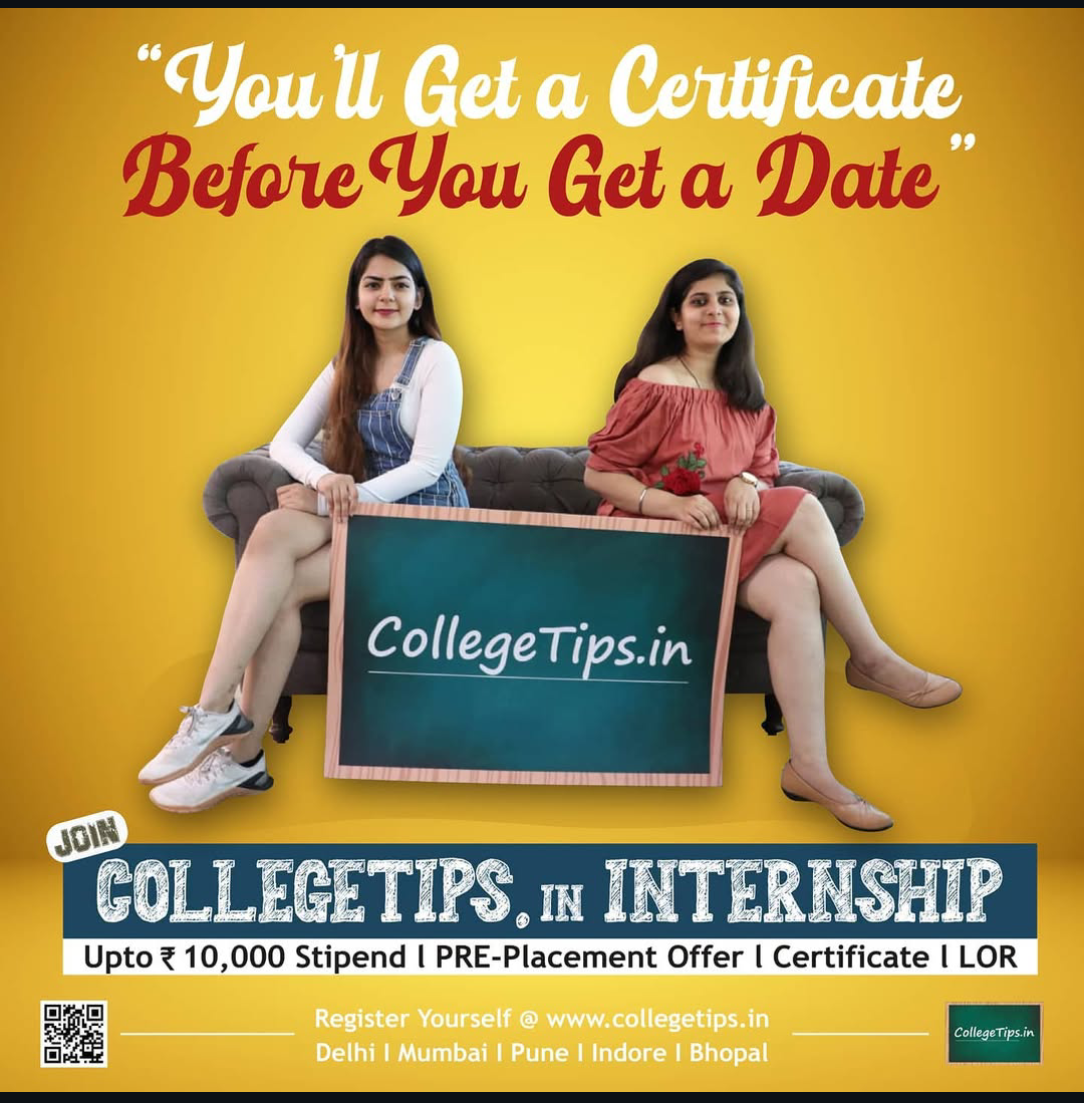 “You'll Get a Certificate
Before You Get a Date”
CollegeTips.in
JOIN
COLLEGETIPS.IN INTERNSHIP
Upto ₹ 10,000 Stipend l PRE-Placement Offer l Certificate l LOR
Register Yourself @ www.collegetips.in
Delhi l Mumbai l Pune l Indore l Bhopal
CollegeTips.in